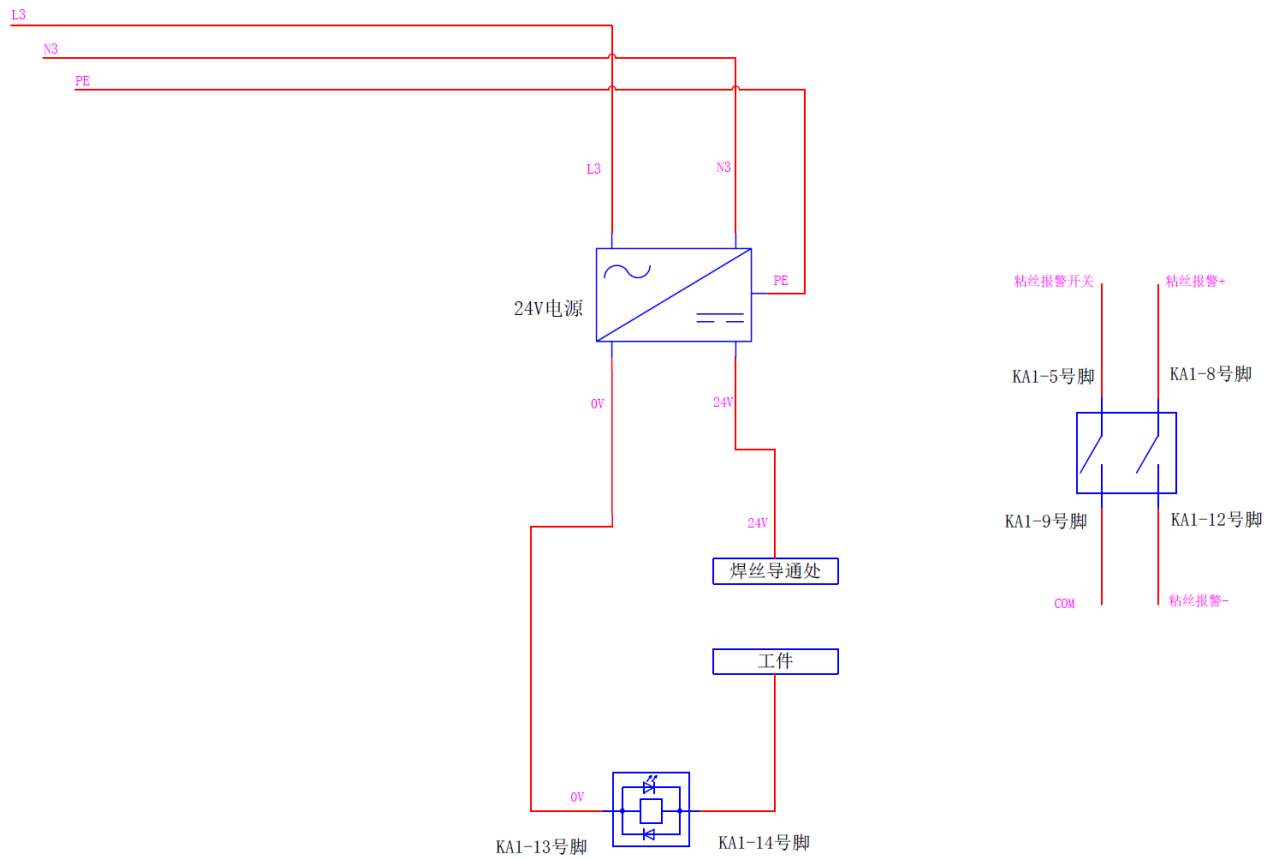 L3
N3
PE
L3
N3
PE
24V电源
0V
24V
24V
焊丝导通处
工件
0V
KA1-13号脚
KA1-14号脚
粘丝报警开关
粘丝报警+
KA1-5号脚
KA1-8号脚
KA1-9号脚
KA1-12号脚
COM
粘丝报警-